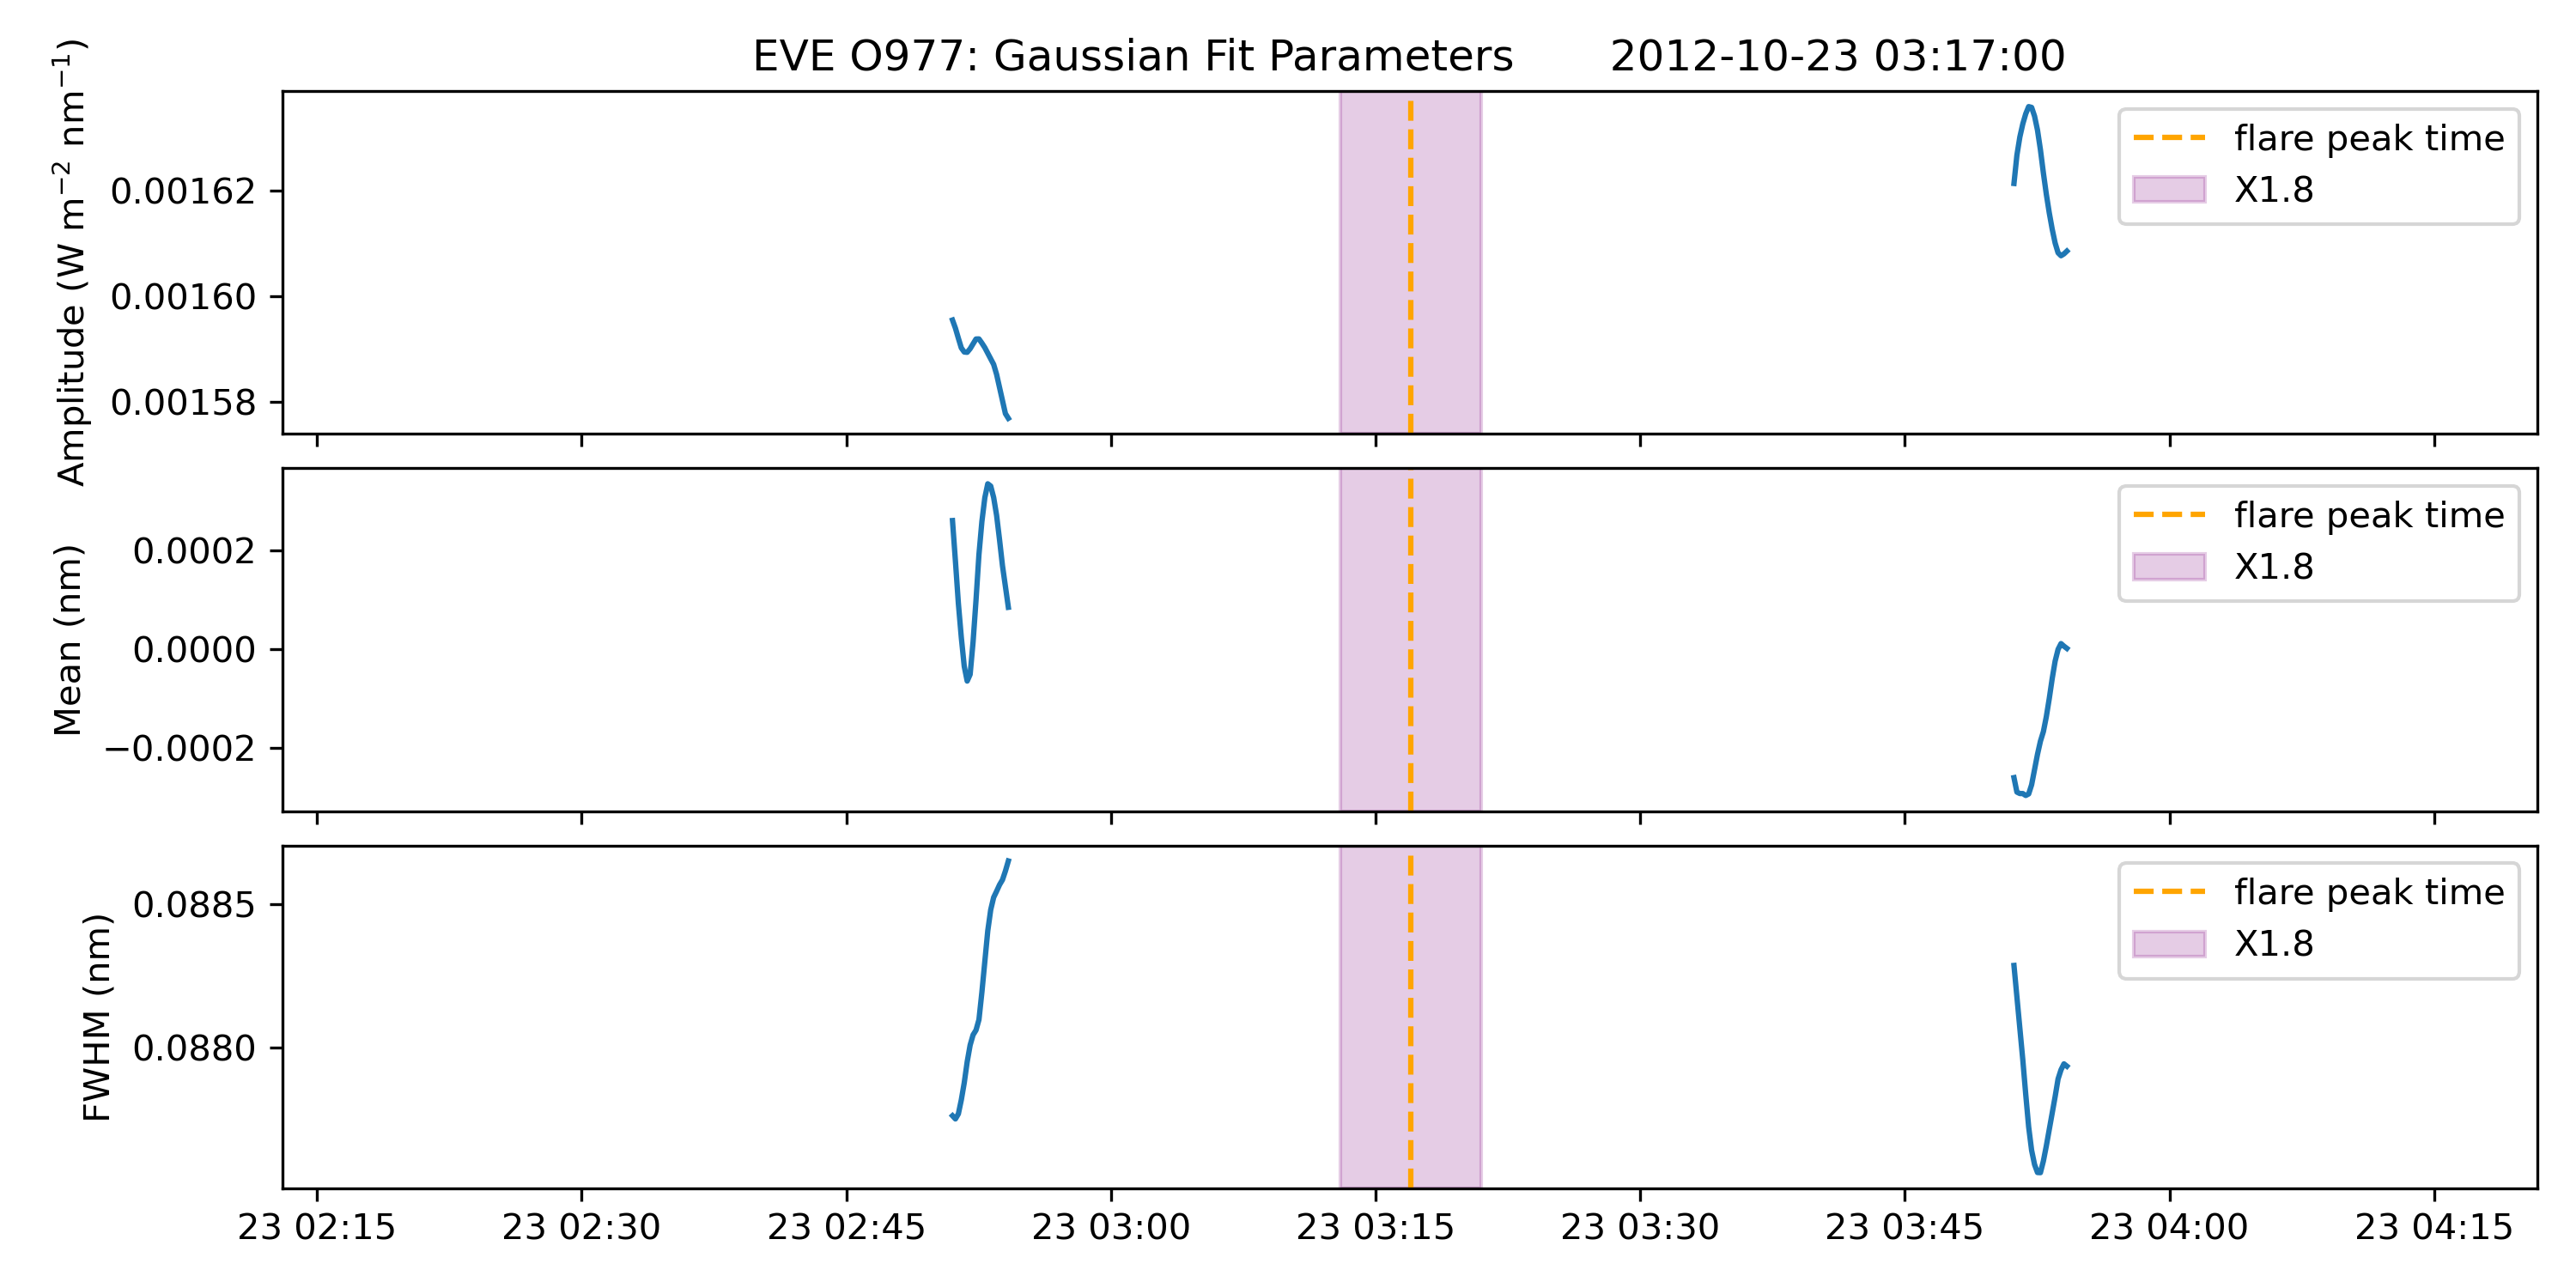 EVE O977: Gaussian Fit Parameters 2012-10-23 03:17:00
Amplitude (W m⁻² nm⁻¹)
0.00162
0.00160
0.00158
flare peak time
X1.8
Mean (nm)
0.0002
0.0000
−0.0002
flare peak time
X1.8
FWHM (nm)
0.0885
0.0880
flare peak time
X1.8
23 02:15 23 02:30 23 02:45 23 03:00 23 03:15 23 03:30 23 03:45 23 04:00 23 04:15